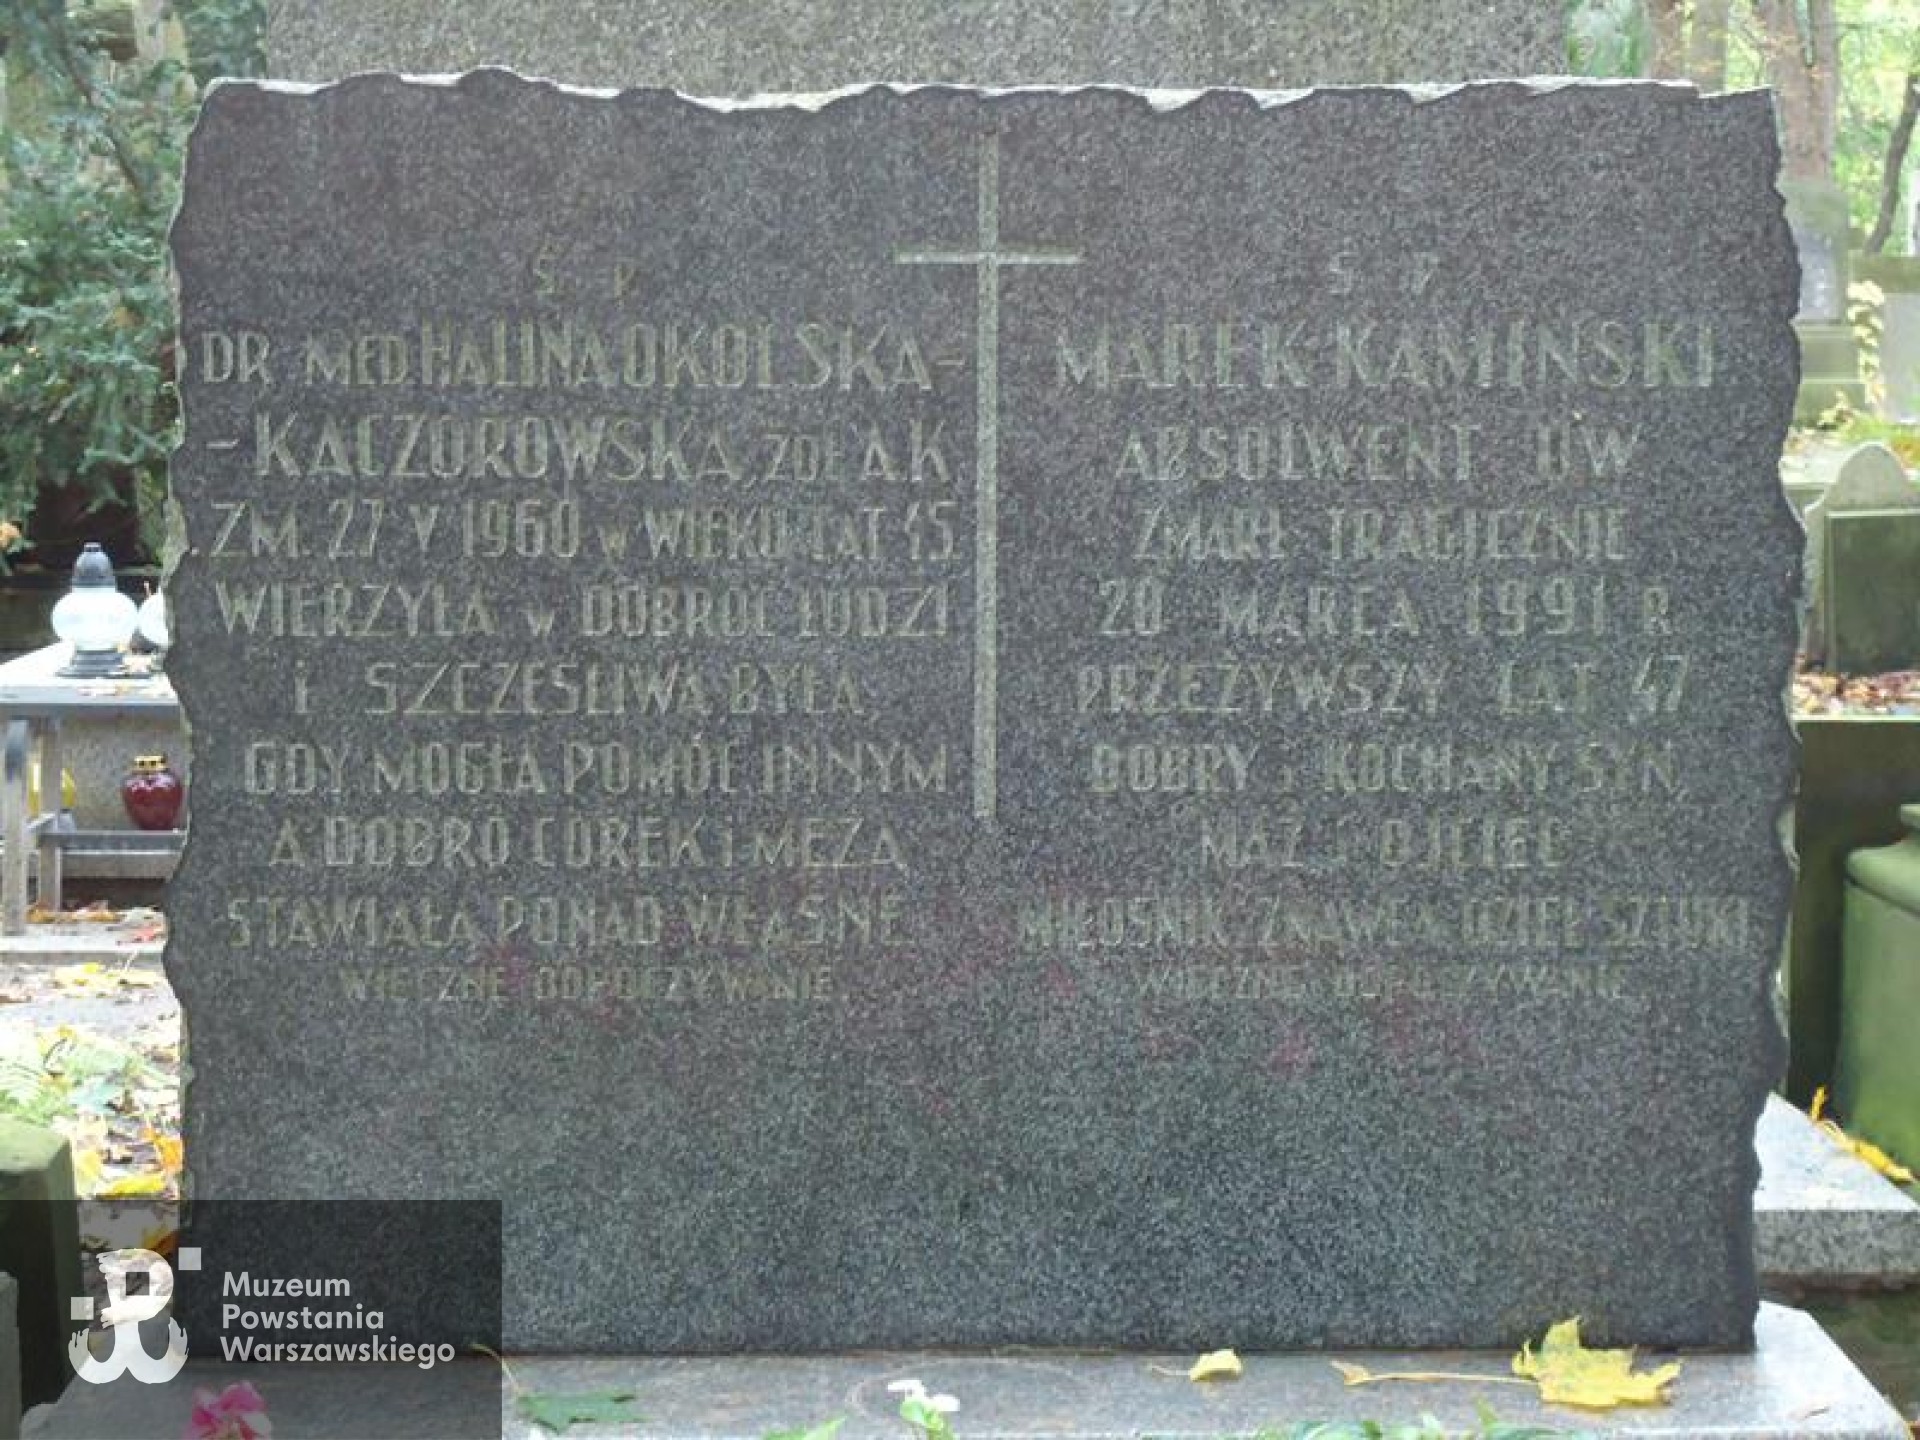 Ś P
DR MED. HALINA OKOLSKA-
-KACZOROWSKA, ZDŁ AK
ZM. 27 V 1960 W WIEKU LAT 45
WIERZYŁA W DOBROĆ LUDZI
i SZCZĘŚLIWA BYŁA,
GDY MOGŁA POMÓC INNYM
A DOBRO CÓREK i MĘŻA
STAWIAŁA PONAD WŁASNE
WIECZNE ODPOCZYWANIE
Ś P
MAREK KAMIŃSKI
ABSOLWENT UW
ZMARŁ TRAGICZNIE
20 MARCA 1991 R
PRZEŻYWSZY LAT 47
DOBRY i KOCHANY SYN,
MĄŻ i OJCIEC
MIŁOŚNIK, ZNAWCA DZIEŁ SZTUKI
WIECZNE ODPOCZYWANIE
Muzeum
Powstania
Warszawskiego